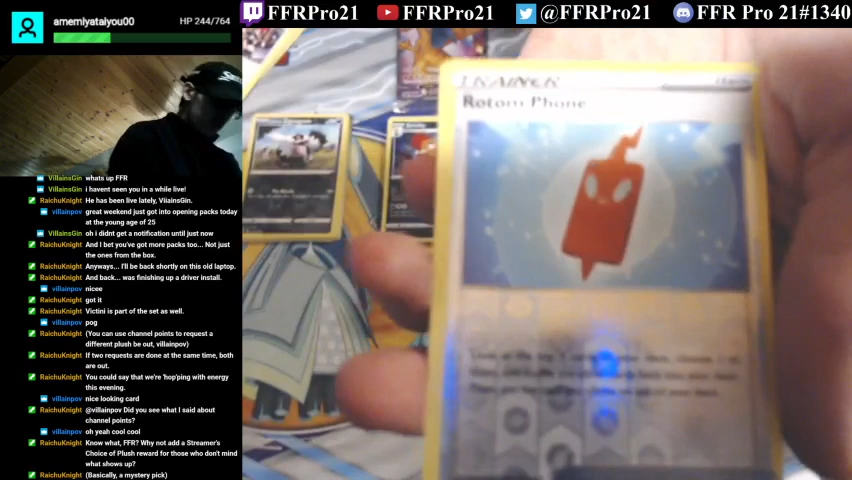 amemiyataiyou00
HP 244/764
FFRPro21
FFRPro21
@FFRPro21
FFR Pro 21#1340
VillainsGin whats up FFR
VillainsGin i havent seen you in a while live!
RaichuKnight He has been live lately, VillainsGin.
villainpov great weekend just got into opening packs today
at the young age of 25
VillainsGin oh i didnt get a notification until just now
RaichuKnight And I bet you've got more packs too... Not just
the ones from the box.
RaichuKnight Anyways... I'll be back shortly on this old laptop.
RaichuKnight And back... was finishing up a driver install.
villainpov nicee
RaichuKnight got it
RaichuKnight Victini is part of the set as well.
villainpov pog
RaichuKnight (You can use channel points to request a
different plush be out, villainpov)
RaichuKnight If two requests are done at the same time, both
are out.
RaichuKnight You could say that we're 'hop'ping with energy
this evening.
villainpov nice looking card
RaichuKnight @villainpov Did you see what I said about
channel points?
villainpov oh yeah cool cool
RaichuKnight Know what, FFR? Why not add a Streamer's
Choice of Plush reward for those who don't mind
what shows up?
RaichuKnight (Basically, a mystery pick)
TRAINER
Rotom Phone